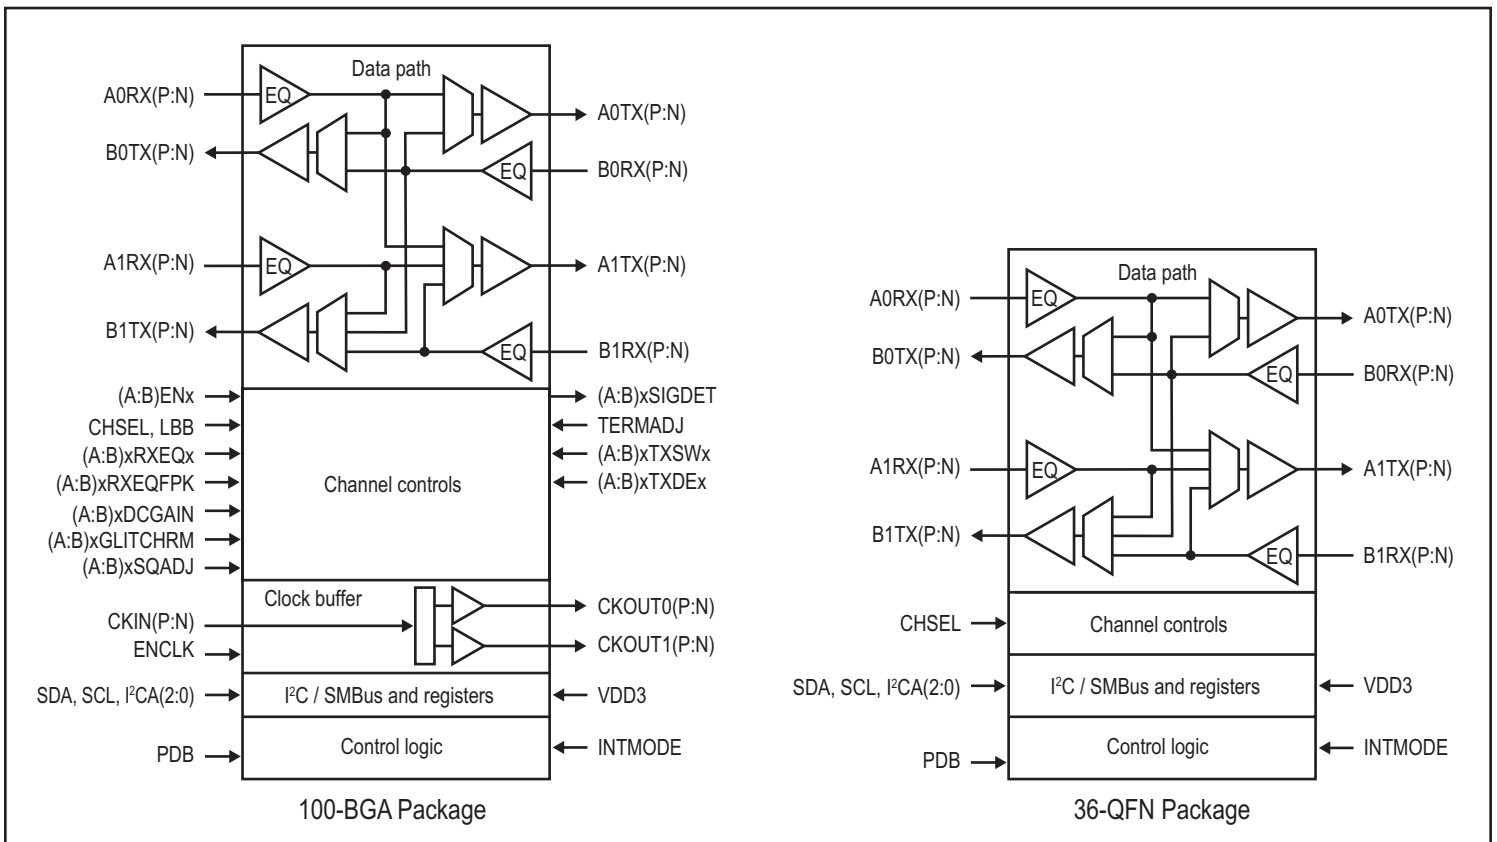 Data path
A0RX(P:N)
EQ
A0TX(P:N)
B0TX(P:N)
EQ
B0RX(P:N)
A1RX(P:N)
EQ
A1TX(P:N)
B1TX(P:N)
EQ
B1RX(P:N)
(A:B)ENx
CHSEL, LBB
(A:B)xRXEQx
(A:B)xRXEQFPK
(A:B)xDCGAIN
(A:B)xGLITCHRM
(A:B)xSQADJ
Channel controls
(A:B)xSIGDET
TERMADJ
(A:B)xTXSWx
(A:B)xTXDEx
Clock buffer
CKIN(P:N)
ENCLK
CKOUT0(P:N)
CKOUT1(P:N)
SDA, SCL, I²CA(2:0)
I²C / SMBus and registers
VDD3
PDB
Control logic
INTMODE
100-BGA Package
Data path
A0RX(P:N)
EQ
A0TX(P:N)
B0TX(P:N)
EQ
B0RX(P:N)
A1RX(P:N)
EQ
A1TX(P:N)
B1TX(P:N)
EQ
B1RX(P:N)
CHSEL
Channel controls
SDA, SCL, I²CA(2:0)
I²C / SMBus and registers
VDD3
PDB
Control logic
INTMODE
36-QFN Package